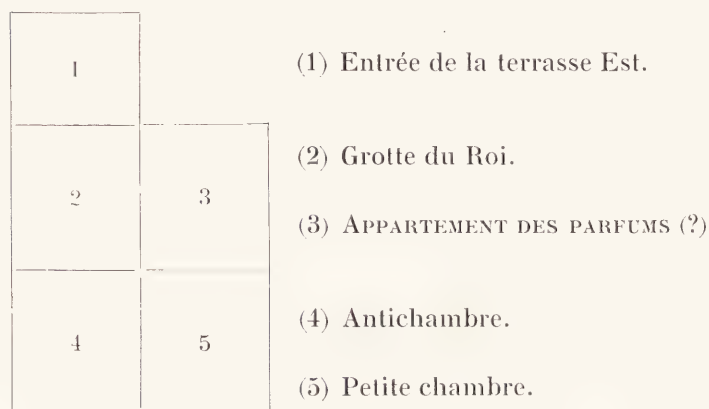 1
(1) Entrée de la terrasse Est.
2
3
(2) Grotte du Roi.
(3) APPARTEMENT DES PARFUMS (?)
4
5
(4) Antichambre.
(5) Petite chambre.